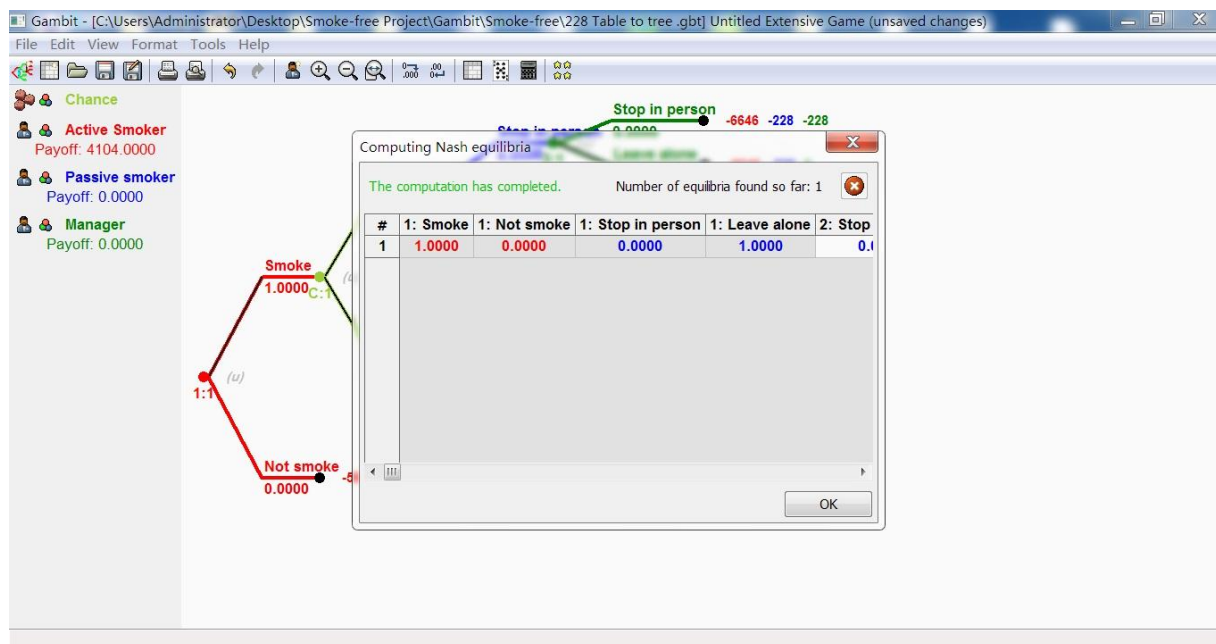 Gambit - [C:\Users\Administrator\Desktop\Smoke-free Project\Gambit\Smoke-free\228 Table to tree .gbt] Untitled Extensive Game (unsaved changes)
File Edit View Format Tools Help
Chance
Active Smoker
Payoff: 4104.0000
Passive smoker
Payoff: 0.0000
Manager
Payoff: 0.0000
Stop in person
-6646 -228 -228
Smoke
1.0000
C:1
1:1
(u)
Not smoke
0.0000
Computing Nash equilibria
The computation has completed. Number of equilibria found so far: 1
# 1: Smoke 1: Not smoke 1: Stop in person 1: Leave alone 2: Stop
1 1.0000 0.0000 0.0000 1.0000 0.0
OK